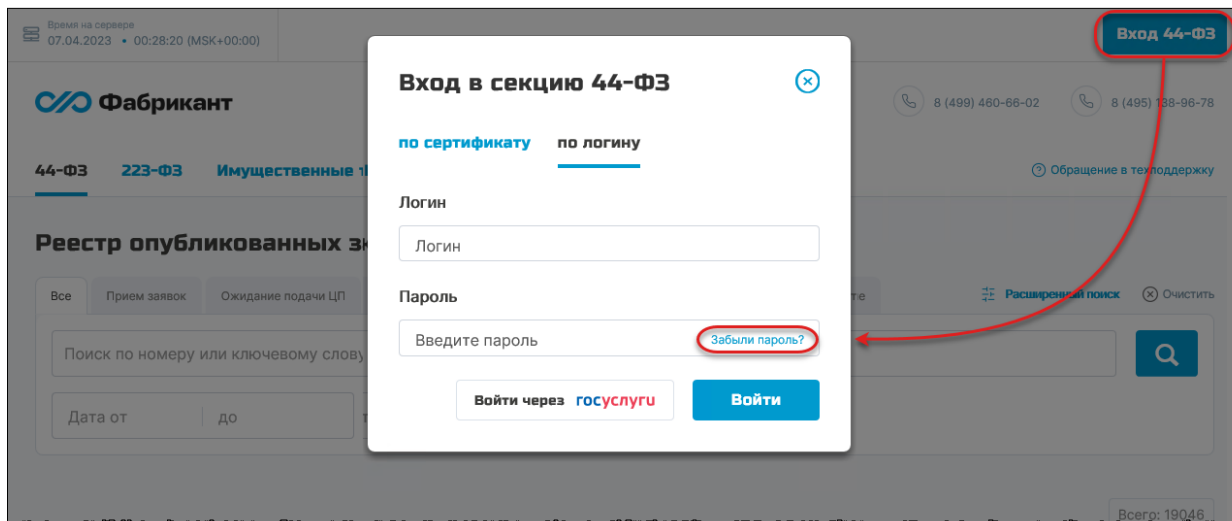 Время на сервере
07.04.2023 • 00:28:20 (MSK+00:00)
Вход 44-ФЗ
Фабрикант
8 (499) 460-66-02
8 (495) 138-96-78
44-ФЗ 223-ФЗ Имущественные
Обращение в техподдержку
Реестр опубликованных
Все Прием заявок Ожидание подачи ЦП
Расширенный поиск Очистить
Поиск по номеру или ключевому слову
Дата от до
Вход в секцию 44-ФЗ
по сертификату по логину
Логин
Логин
Пароль
Введите пароль Забыли пароль?
Войти через госуслуги Войти
Всего: 19046